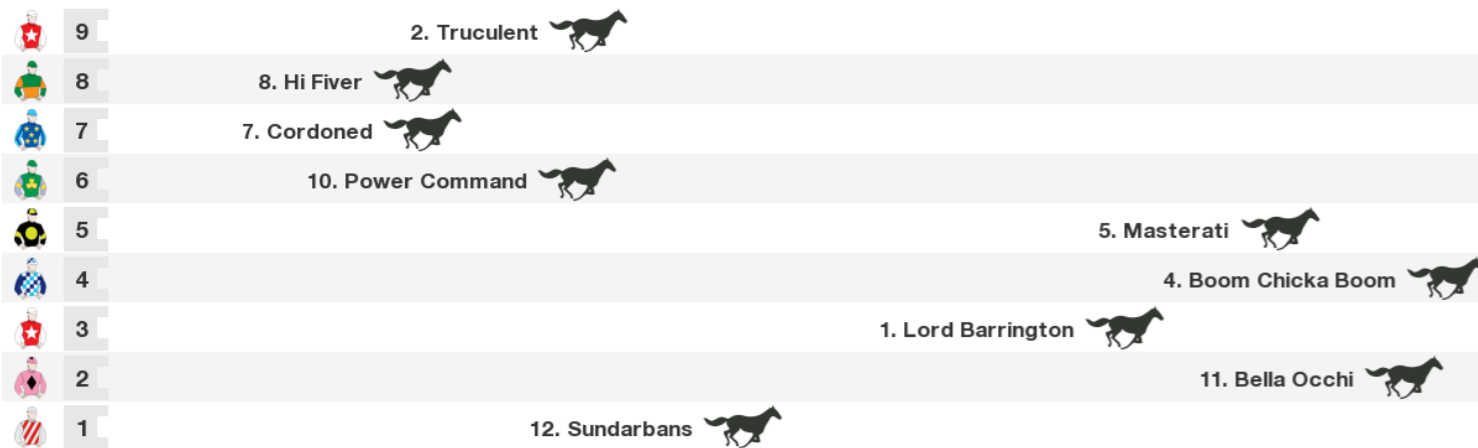 9 2. Truculent
8 8. Hi Fiver
7 7. Cordoned
6 10. Power Command
5 5. Masterati
4 4. Boom Chicka Boom
3 1. Lord Barrington
2 11. Bella Occhi
1 12. Sundarbans